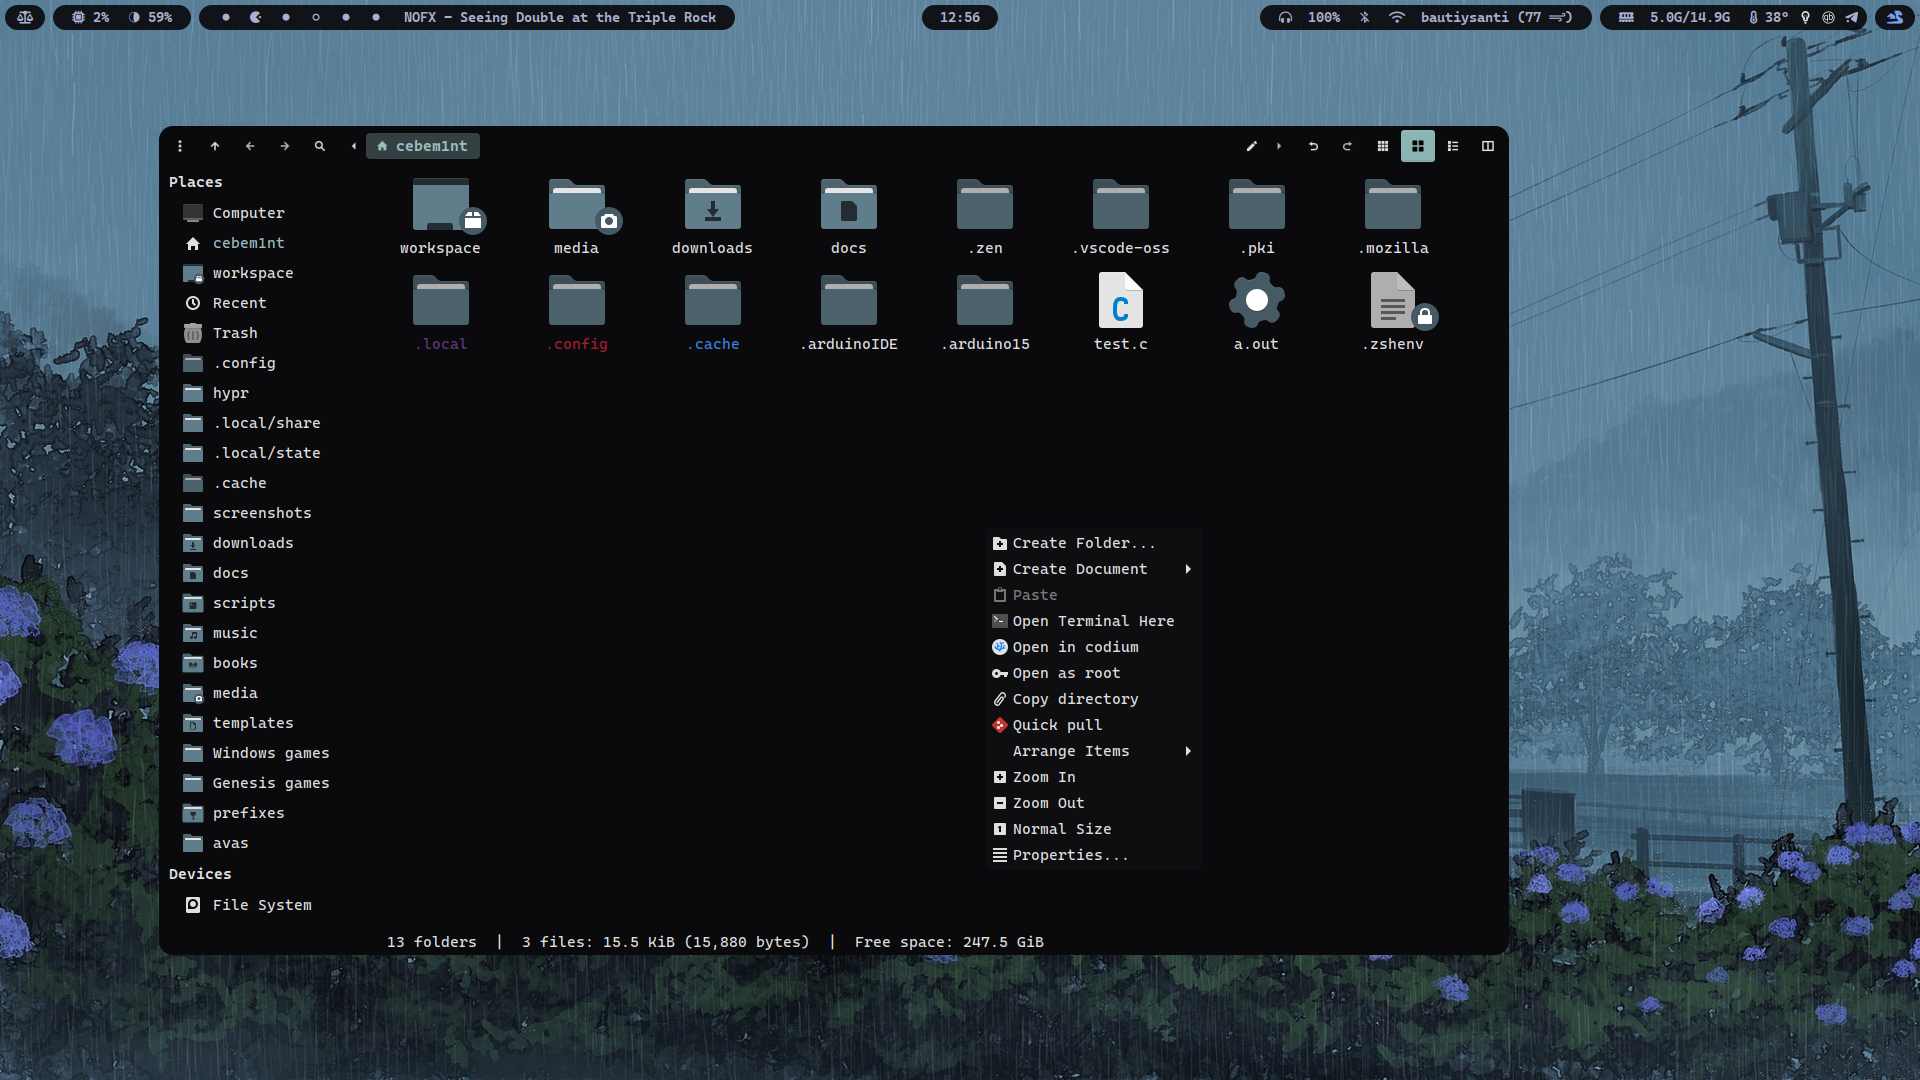 2% 59% NOFX - Seeing Double at the Triple Rock 12:56 100% bautiysanti (77 ) 5.0G/14.9G 38°
cebem1nt
Places
Computer
cebem1nt
workspace
Recent
Trash
.config
hypr
.local/share
.local/state
.cache
screenshots
downloads
docs
scripts
music
books
media
templates
Windows games
Genesis games
prefixes
avas
Devices
File System
workspace media downloads docs .zen .vscode-oss .pki .mozilla
.local .config .cache .arduinoIDE .arduino15 test.c a.out .zshenv
Create Folder...
Create Document
Paste
Open Terminal Here
Open in codium
Open as root
Copy directory
Quick pull
Arrange Items
Zoom In
Zoom Out
Normal Size
Properties...
13 folders | 3 files: 15.5 KiB (15,880 bytes) | Free space: 247.5 GiB